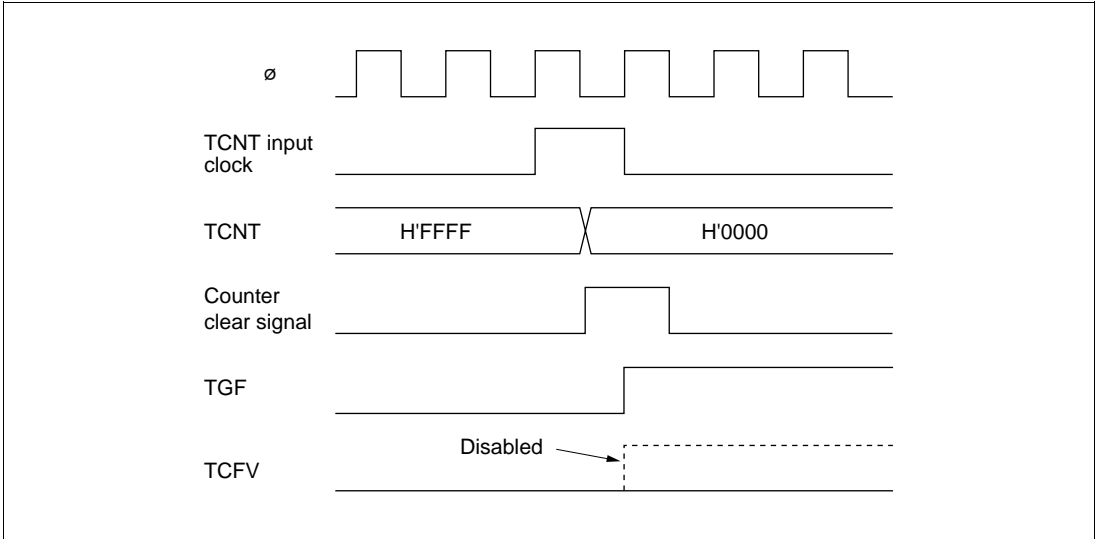 ø
TCNT input
clock
TCNT
H'FFFF
H'0000
Counter
clear signal
TGF
Disabled
TCFV